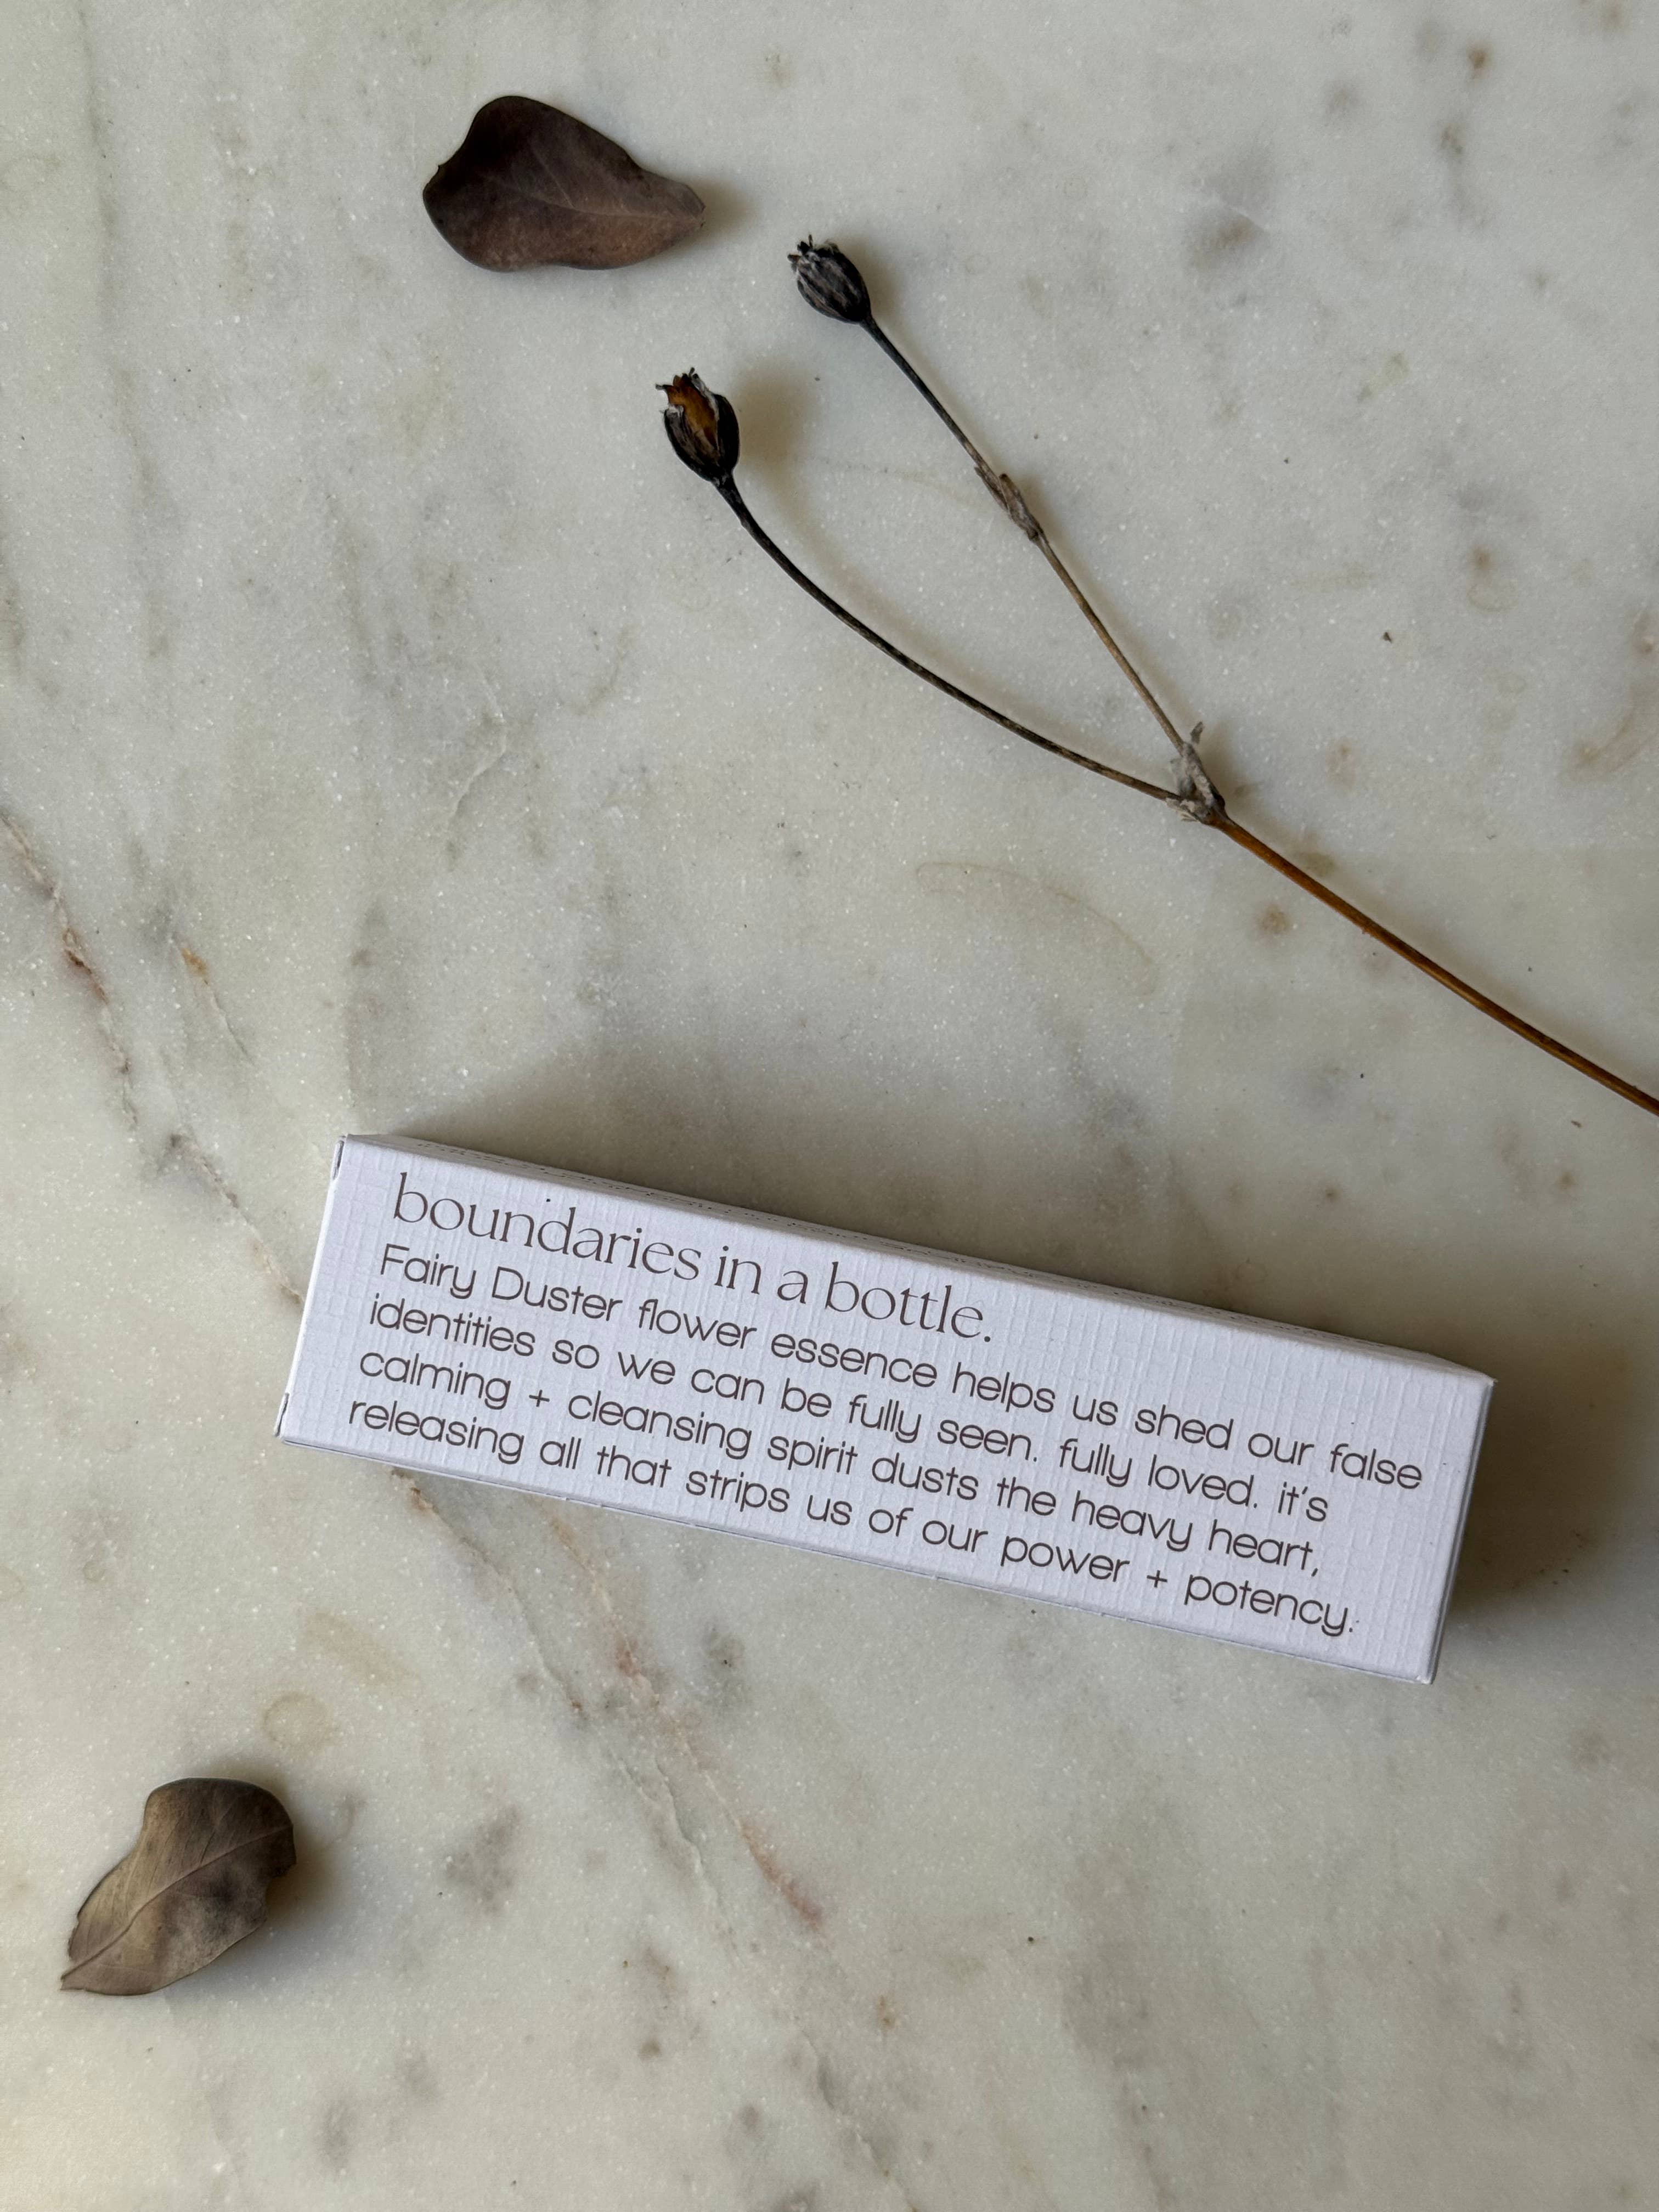 boundaries in a bottle.
Fairy Duster flower essence helps us shed our false
identities so we can be fully seen. fully loved. it's
calming + cleansing spirit dusts the heavy heart,
releasing all that strips us of our power + potency.